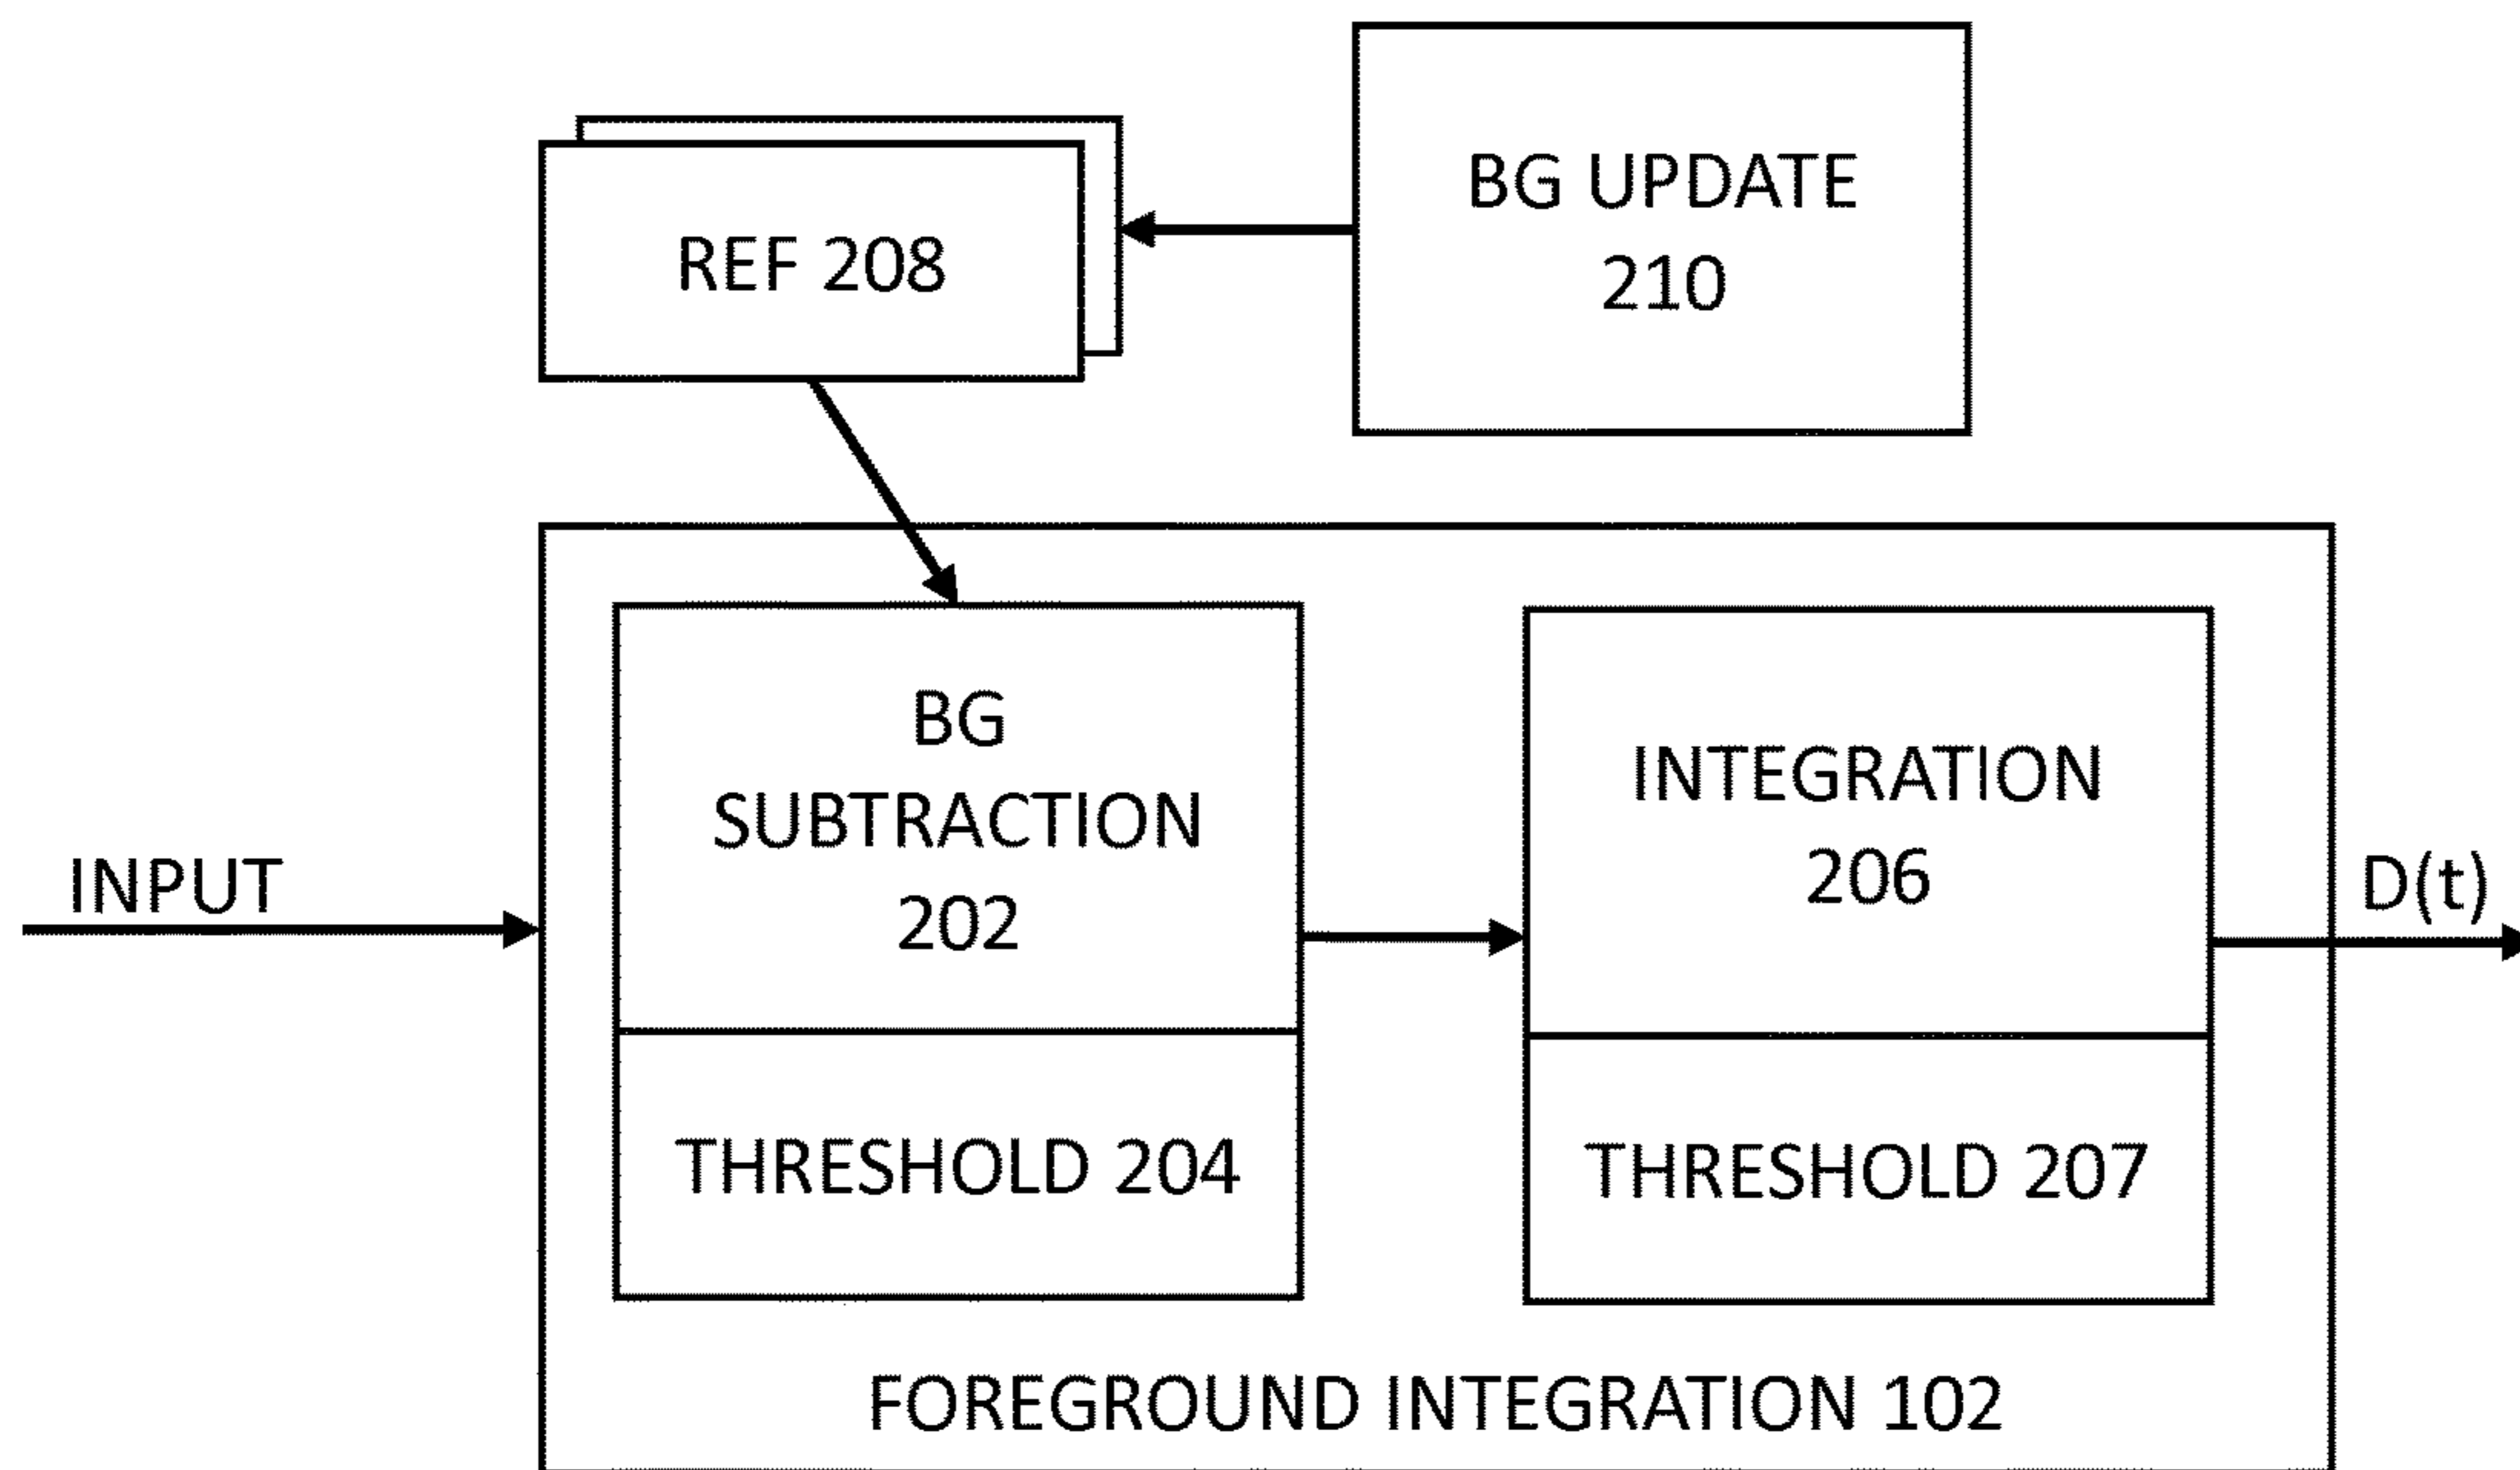 BG UPDATE
210
REF 208
BG
SUBTRACTION
202
THRESHOLD 204
INTEGRATION
206
THRESHOLD 207
INPUT
D(t)
FOREGROUND INTEGRATION 102